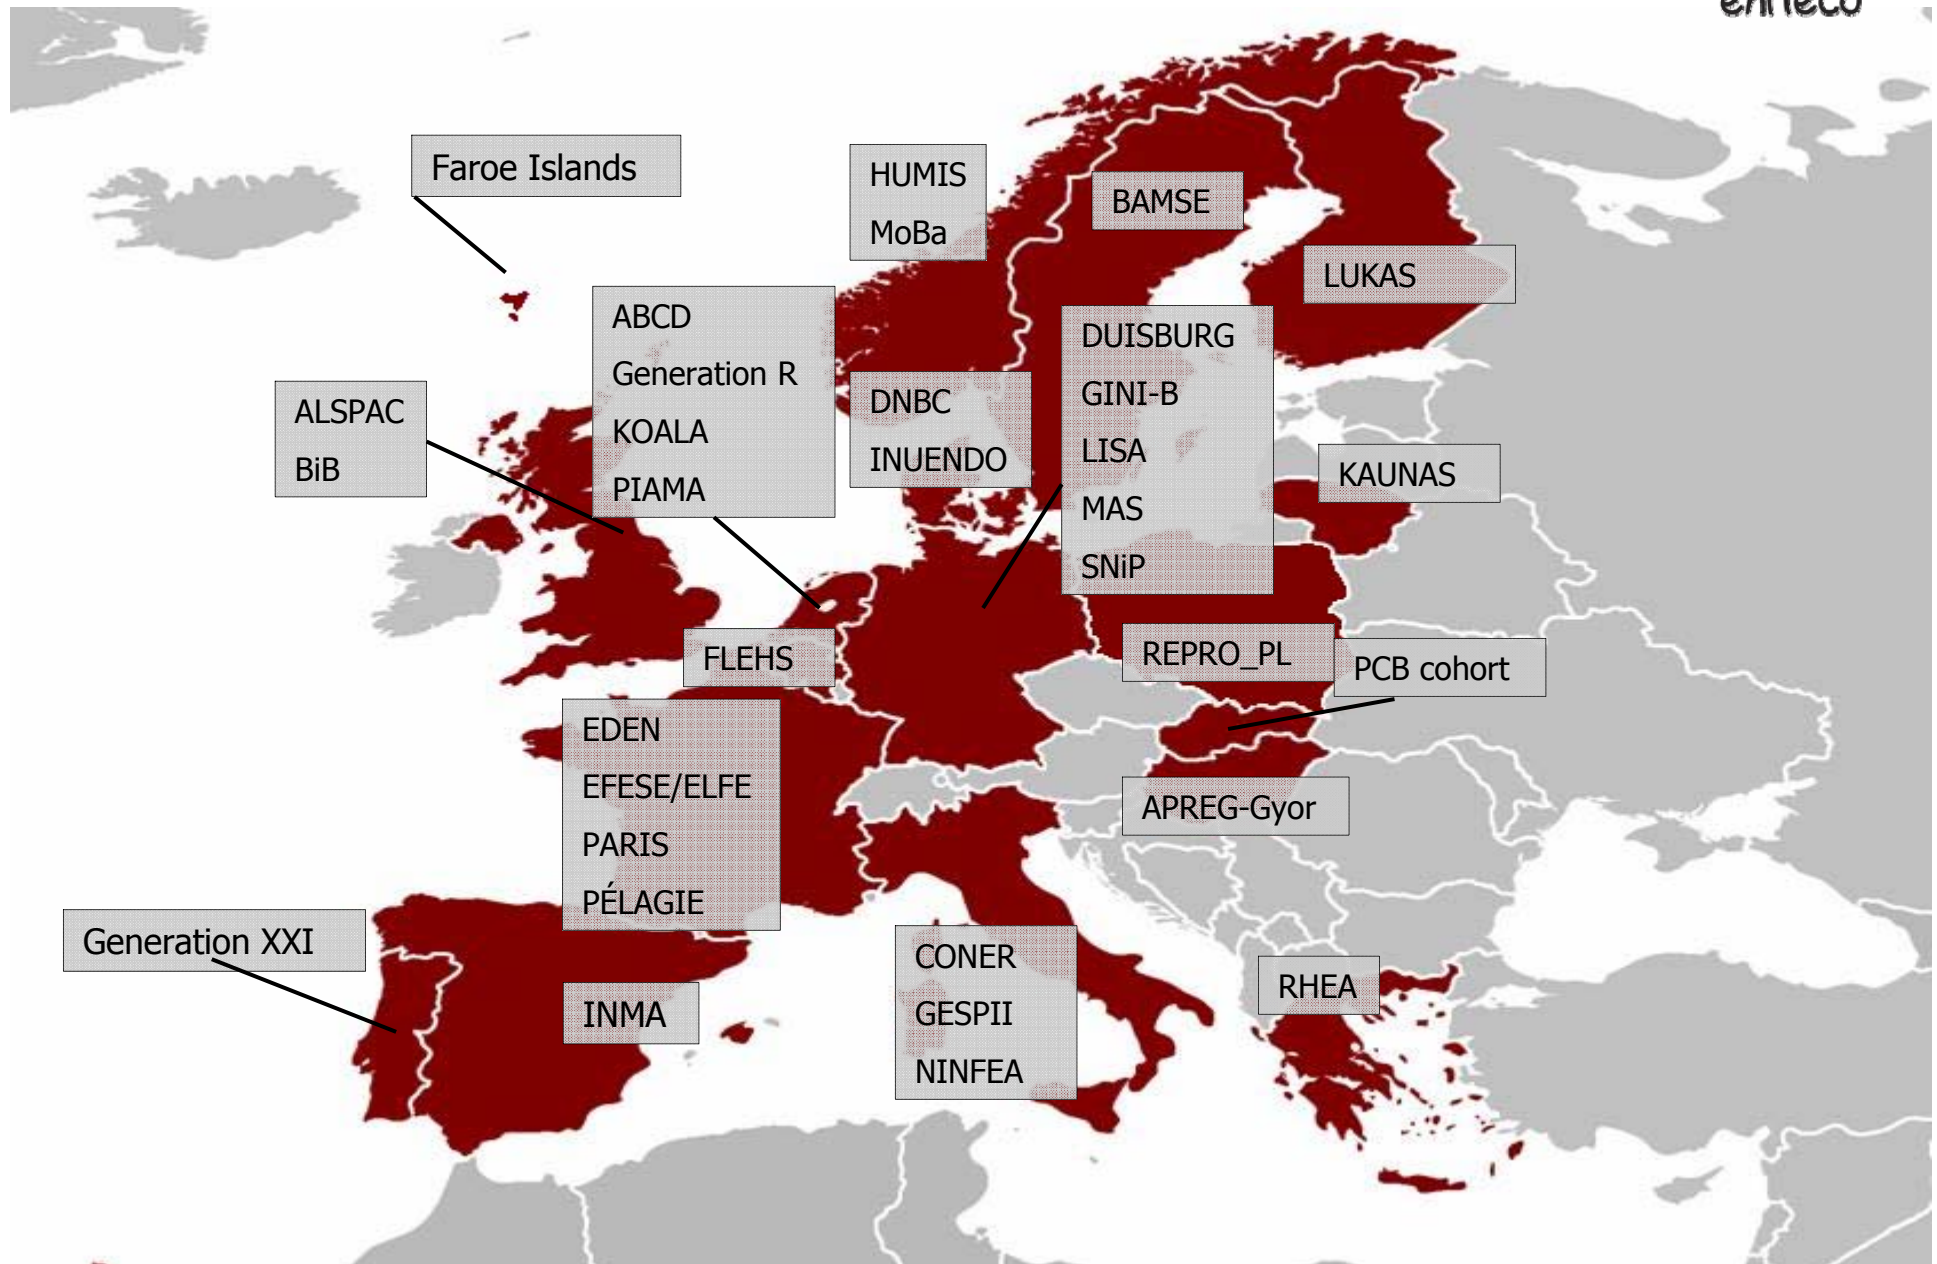 Faroe Islands
HUMIS
MoBa
BAMSE
LUKAS
ABCD
Generation R
KOALA
PIAMA
DUISBURG
GINI-B
LISA
MAS
SNiP
ALSPAC
BiB
DNBC
INUENDO
KAUNAS
FLEHS
REPRO_PL
PCB cohort
EDEN
EFESE/ELFE
PARIS
PÉLAGIE
APREG-Gyor
Generation XXI
INMA
CONER
GESPII
NINFEA
RHEA